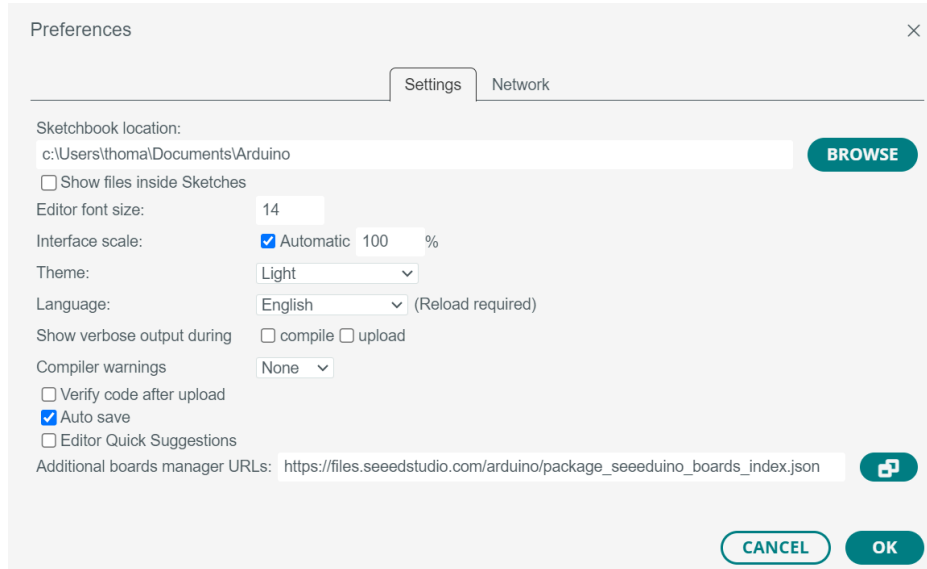 Preferences
Settings Network
Sketchbook location:
c:\Users\thoma\Documents\Arduino BROWSE
Show files inside Sketches
Editor font size: 14
Interface scale: Automatic 100 %
Theme: Light
Language: English (Reload required)
Show verbose output during compile upload
Compiler warnings None
Verify code after upload
Auto save
Editor Quick Suggestions
Additional boards manager URLs: https://files.seeedstudio.com/arduino/package_seeeduino_boards_index.json
CANCEL OK